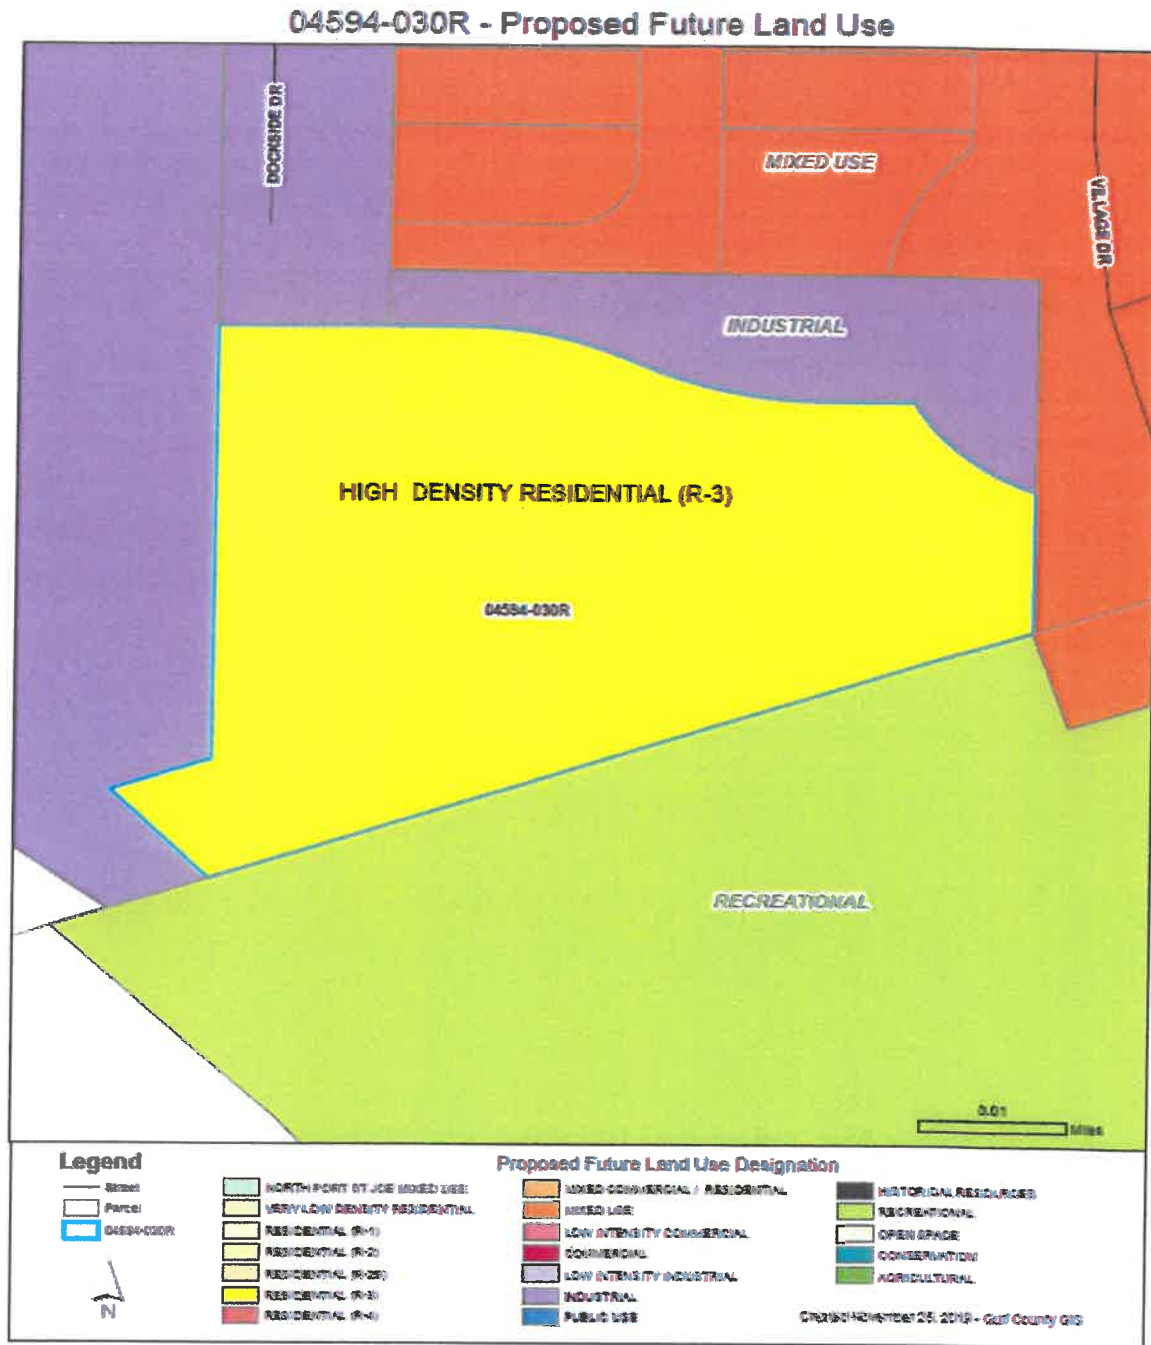 04594-030R - Proposed Future Land Use
DOCKSIDE DR
MIXED USE
VILLAGE DR
INDUSTRIAL
HIGH DENSITY RESIDENTIAL (R-3)
04594-030R
RECREATIONAL
0.01
Miles
Legend
Street
Parcel
04594-030R
N
Proposed Future Land Use Designation
NORTH PORT ST JOE MIXED USE
VERY LOW DENSITY RESIDENTIAL
RESIDENTIAL (R-1)
RESIDENTIAL (R-2)
RESIDENTIAL
RESIDENTIAL (R-3)
RESIDENTIAL (R-4)
MIXED COMMERCIAL / RESIDENTIAL
MIXED USE
LOW INTENSITY COMMERCIAL
COMMERCIAL
LOW INTENSITY INDUSTRIAL
INDUSTRIAL
PUBLIC USE
HISTORICAL RESOURCES
RECREATIONAL
OPEN SPACE
CONSERVATION
AGRICULTURAL
Created November 25, 2019 - Gulf County GIS